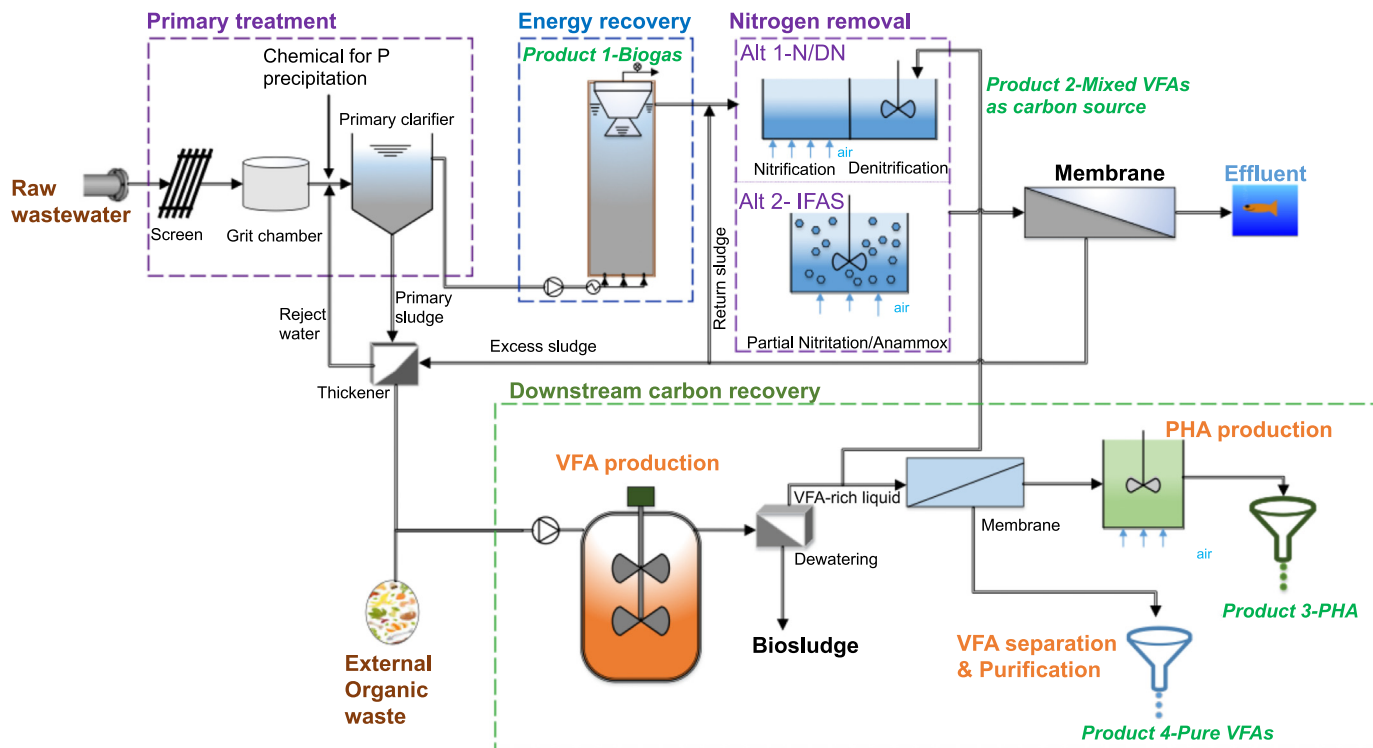 Primary treatment
Chemical for P
precipitation
Primary clarifier
Raw
wastewater
Screen
Grit chamber
Reject
water
Primary
sludge
Thickener
Energy recovery
Product 1-Biogas
Nitrogen removal
Alt 1-N/DN
air
Nitrification
Denitrification
Alt 2- IFAS
air
Partial Nitritation/Anammox
Return sludge
Excess sludge
Product 2-Mixed VFAs
as carbon source
Membrane
Effluent
Downstream carbon recovery
VFA production
VFA-rich liquid
Dewatering
Biosludge
Membrane
PHA production
air
Product 3-PHA
VFA separation
& Purification
Product 4-Pure VFAs
External
Organic
waste